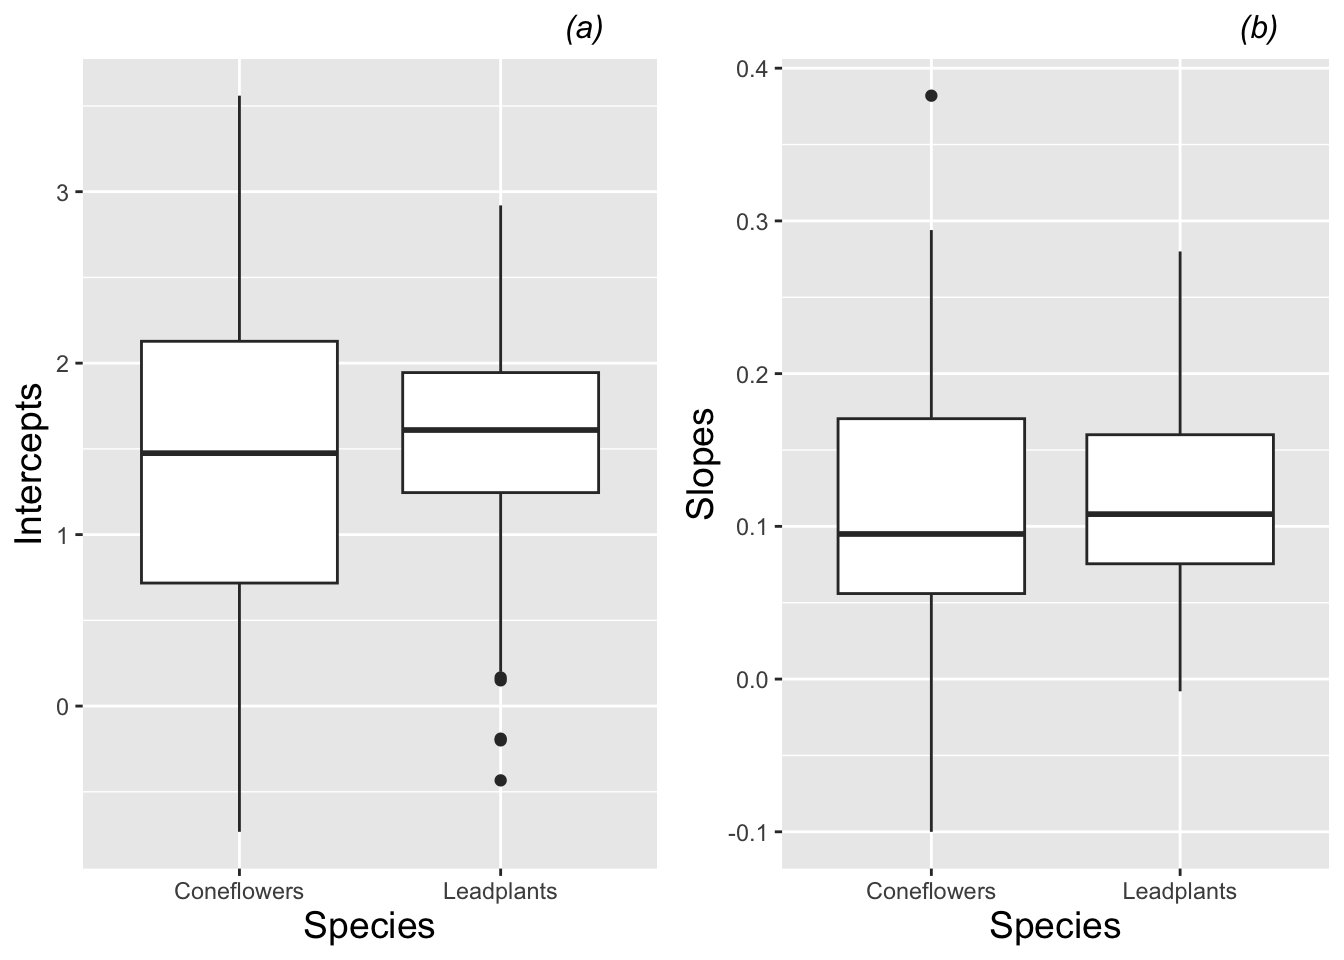 (a)
Intercepts
3
2
1
0
Coneflowers Leadplants
Species
(b)
Slopes
0.4
0.3
0.2
0.1
0.0
-0.1
Coneflowers Leadplants
Species